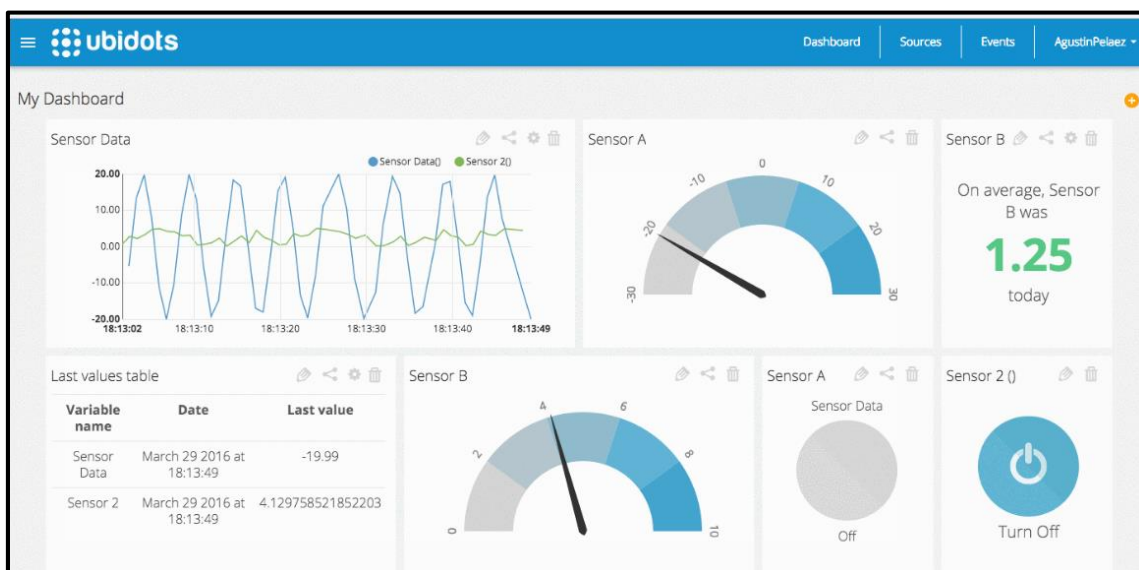 ubidots
Dashboard
Sources
Events
AgustinPelaez
My Dashboard
Sensor Data
Sensor Data()
Sensor 2()
20.00
10.00
0.00
-10.00
-20.00
18:13:02
18:13:10
18:13:20
18:13:30
18:13:40
18:13:49
Sensor A
-30
-20
-10
0
10
20
30
Sensor B
On average, Sensor
B was
1.25
today
Last values table
Variable
name
Date
Last value
Sensor
Data
March 29 2016 at
18:13:49
-19.99
Sensor 2
March 29 2016 at
18:13:49
4.129758521852203
Sensor B
0
2
4
6
8
10
Sensor A
Sensor Data
Off
Sensor 2 ()
Turn Off